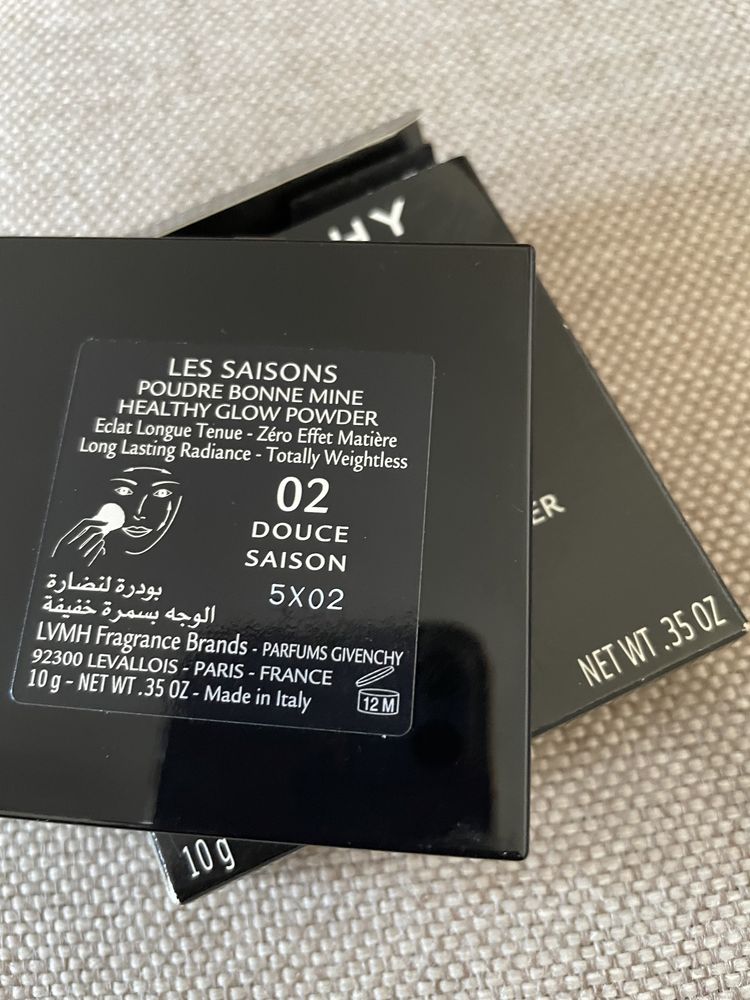 HY
LES SAISONS
POUDRE BONNE MINE
HEALTHY GLOW POWDER
Eclat Longue Tenue - Zéro Effet Matière
Long Lasting Radiance - Totally Weightless
02
DOUCE
SAISON
5X02
بودرة لنضارة
الوجه بسمرة خفيفة
LVMH Fragrance Brands - PARFUMS GIVENCHY
92300 LEVALLOIS - PARIS - FRANCE
10 g - NET WT .35 OZ - Made in Italy
12 M
ER
NET WT .35 OZ
10 g